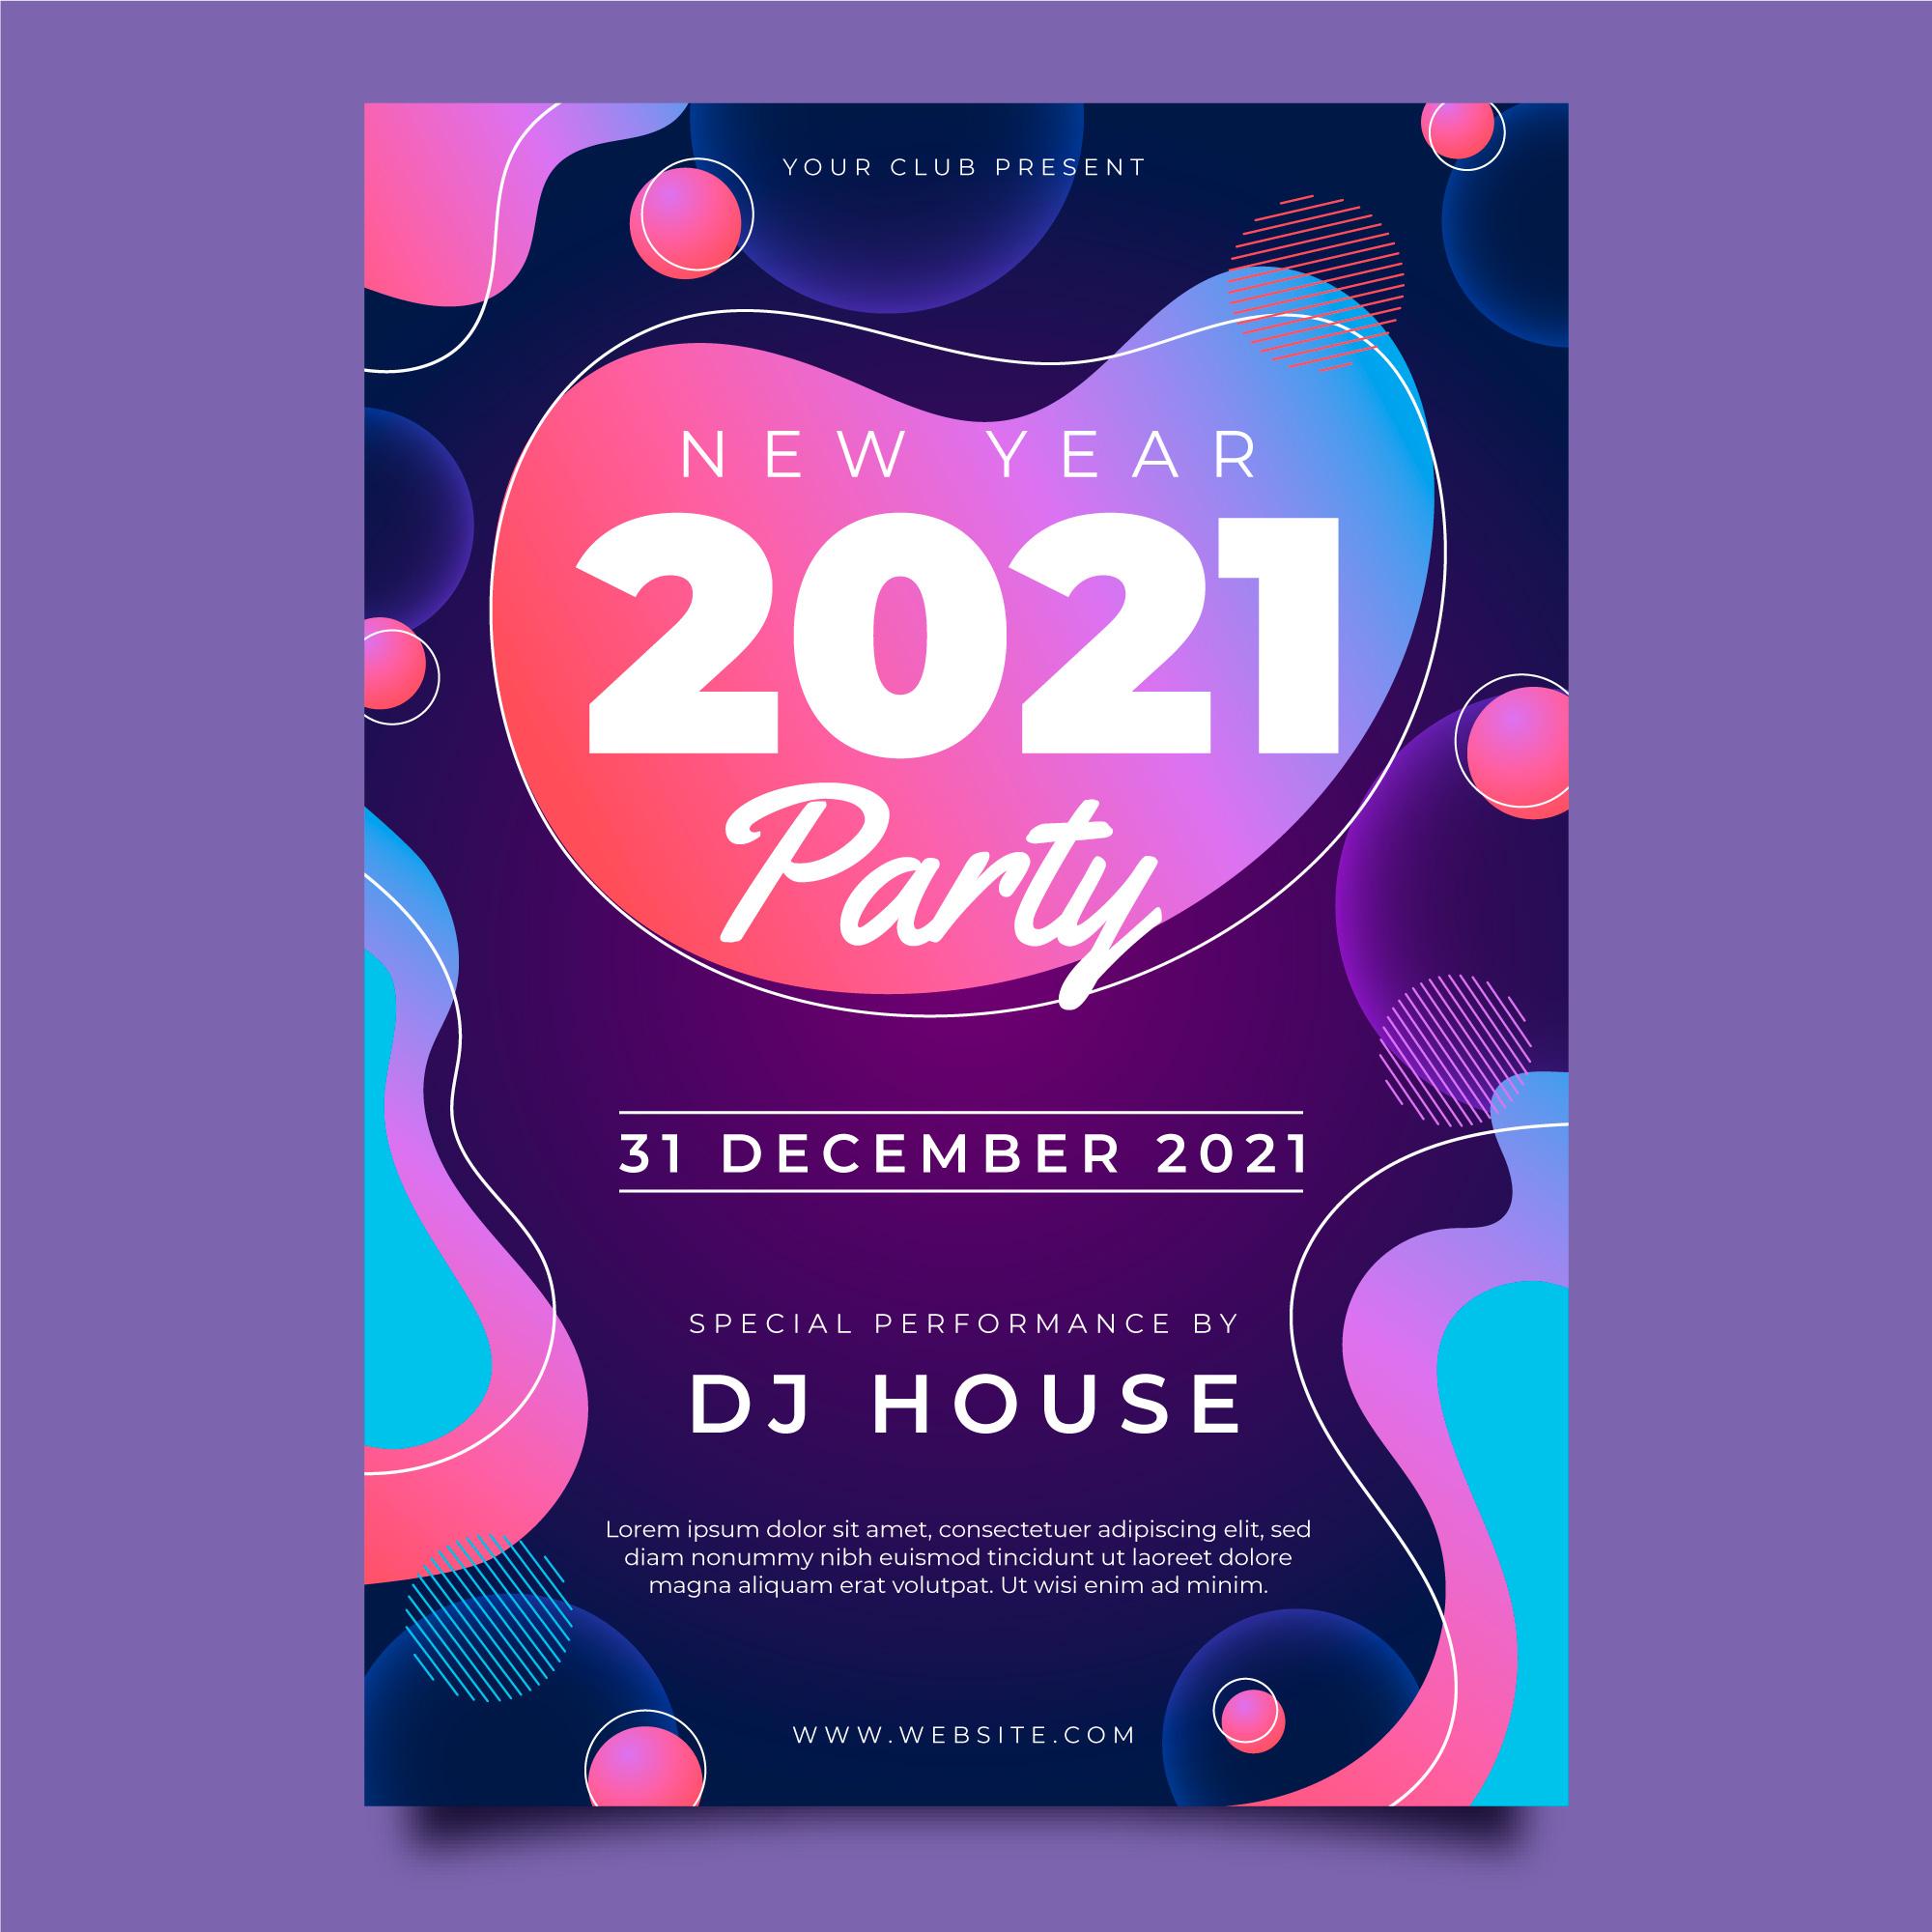 YOUR CLUB PRESENT
NEW YEAR
2021
Party
31 DECEMBER 2021
SPECIAL PERFORMANCE BY
DJ HOUSE
Lorem ipsum dolor sit amet, consectetuer adipiscing elit, sed
diam nonummy nibh euismod tincidunt ut laoreet dolore
magna aliquam erat volutpat. Ut wisi enim ad minim.
WWW.WEBSITE.COM